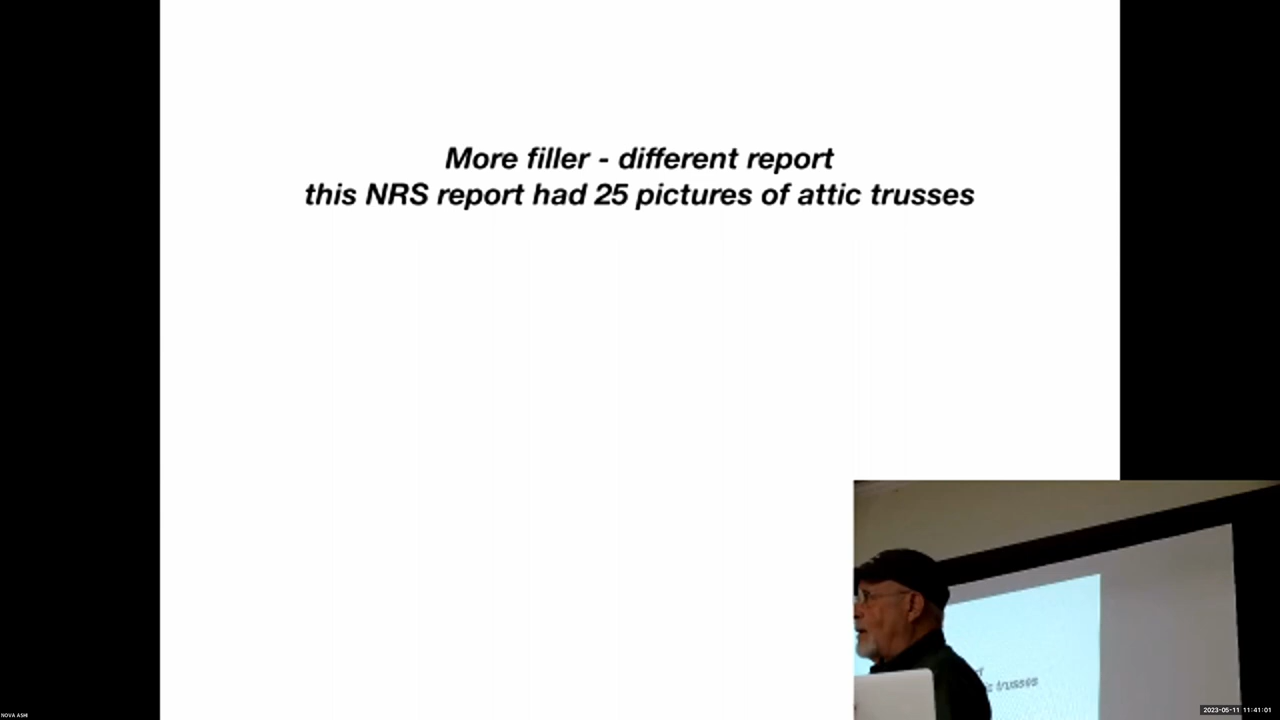 More filler - different report
this NRS report had 25 pictures of attic trusses
trusses
NOVA ASHI
2023-05-11 11:41:01